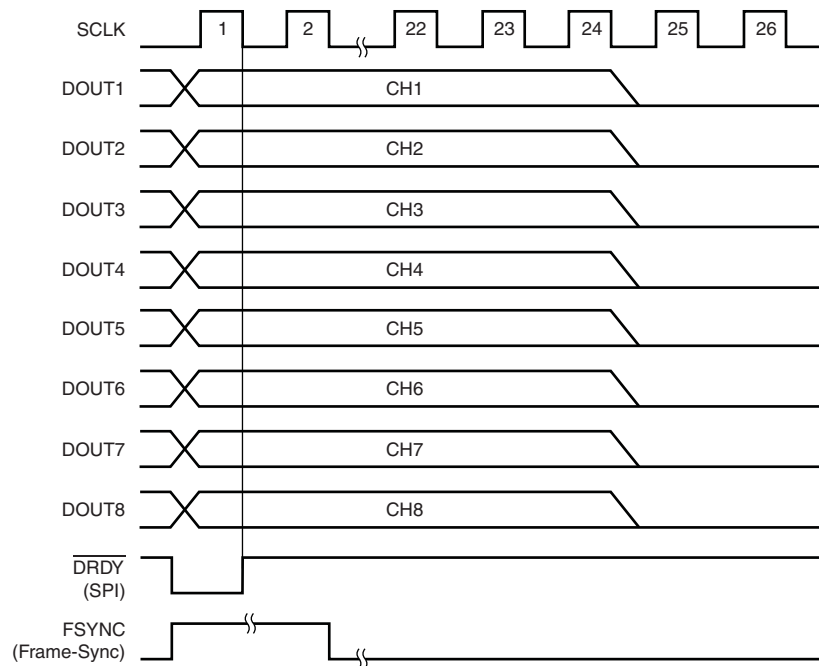 SCLK 1 2 22 23 24 25 26
DOUT1 CH1
DOUT2 CH2
DOUT3 CH3
DOUT4 CH4
DOUT5 CH5
DOUT6 CH6
DOUT7 CH7
DOUT8 CH8
DRDY
(SPI)
FSYNC
(Frame-Sync)